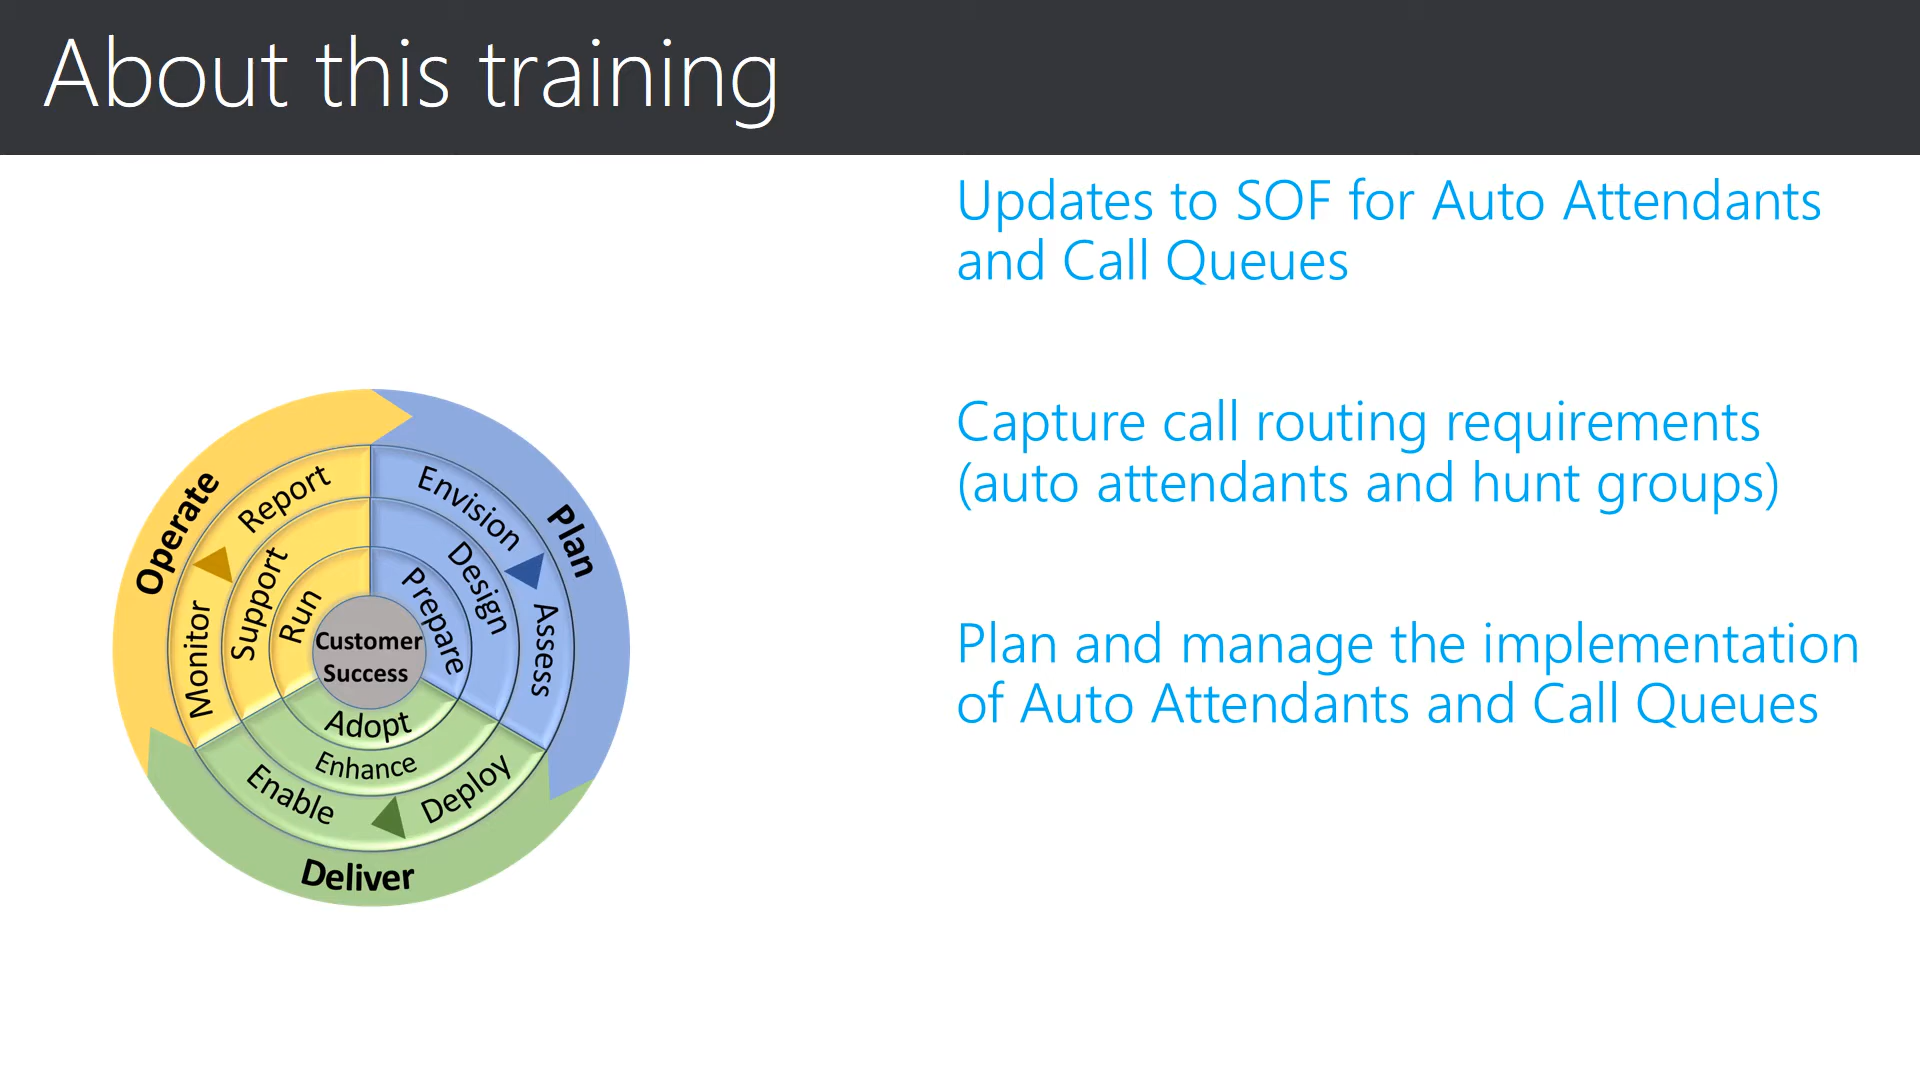 About this training
Updates to SOF for Auto Attendants
and Call Queues
Capture call routing requirements
(auto attendants and hunt groups)
Plan and manage the implementation
of Auto Attendants and Call Queues
Operate
Report
Monitor
Support
Run
Plan
Envision
Assess
Design
Prepare
Customer
Success
Adopt
Enhance
Enable
Deploy
Deliver